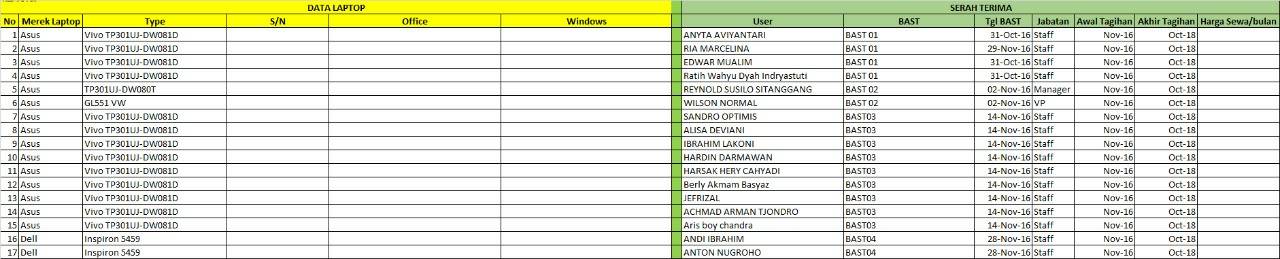 DATA LAPTOP SERAH TERIMA
No Merek Laptop Type S/N Office Windows User BAST Tgl BAST Jabatan Awal Tagihan Akhir Tagihan Harga Sewa/bulan
1 Asus Vivo TP301UJ-DW081D ANYTA AVIYANTARI BAST 01 31-Oct-16 Staff Nov-16 Oct-18
2 Asus Vivo TP301UJ-DW081D RIA MARCELINA BAST 01 29-Nov-16 Staff Nov-16 Oct-18
3 Asus Vivo TP301UJ-DW081D EDWAR MUALIM BAST 01 31-Oct-16 Staff Nov-16 Oct-18
4 Asus Vivo TP301UJ-DW081D Ratih Wahyu Dyah Indryastuti BAST 01 31-Oct-16 Staff Nov-16 Oct-18
5 Asus TP301UJ-DW080T REYNOLD SUSILO SITANGGANG BAST 02 02-Nov-16 Manager Nov-16 Oct-18
6 Asus GL551 VW WILSON NORMAL BAST 02 02-Nov-16 VP Nov-16 Oct-18
7 Asus Vivo TP301UJ-DW081D SANDRO OPTIMIS BAST03 14-Nov-16 Staff Nov-16 Oct-18
8 Asus Vivo TP301UJ-DW081D ALISA DEVIANI BAST03 14-Nov-16 Staff Nov-16 Oct-18
9 Asus Vivo TP301UJ-DW081D IBRAHIM LAKONI BAST03 14-Nov-16 Staff Nov-16 Oct-18
10 Asus Vivo TP301UJ-DW081D HARDIN DARMAWAN BAST03 14-Nov-16 Staff Nov-16 Oct-18
11 Asus Vivo TP301UJ-DW081D HARSAK HERY CAHYADI BAST03 14-Nov-16 Staff Nov-16 Oct-18
12 Asus Vivo TP301UJ-DW081D Berly Akmam Basyaz BAST03 14-Nov-16 Staff Nov-16 Oct-18
13 Asus Vivo TP301UJ-DW081D JEFRIZAL BAST03 14-Nov-16 Staff Nov-16 Oct-18
14 Asus Vivo TP301UJ-DW081D ACHMAD ARMAN TJONDRO BAST03 14-Nov-16 Staff Nov-16 Oct-18
15 Asus Vivo TP301UJ-DW081D Aris boy chandra BAST03 14-Nov-16 Staff Nov-16 Oct-18
16 Dell Inspiron 5459 ANDI IBRAHIM BAST04 28-Nov-16 Staff Nov-16 Oct-18
17 Dell Inspiron 5459 ANTON NUGROHO BAST04 28-Nov-16 Staff Nov-16 Oct-18